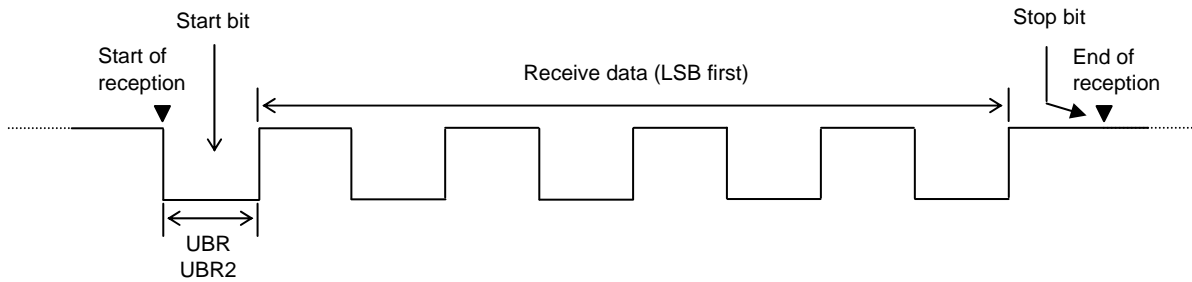 Start bit
Stop bit
Start of
reception
Receive data (LSB first)
End of
reception
UBR
UBR2